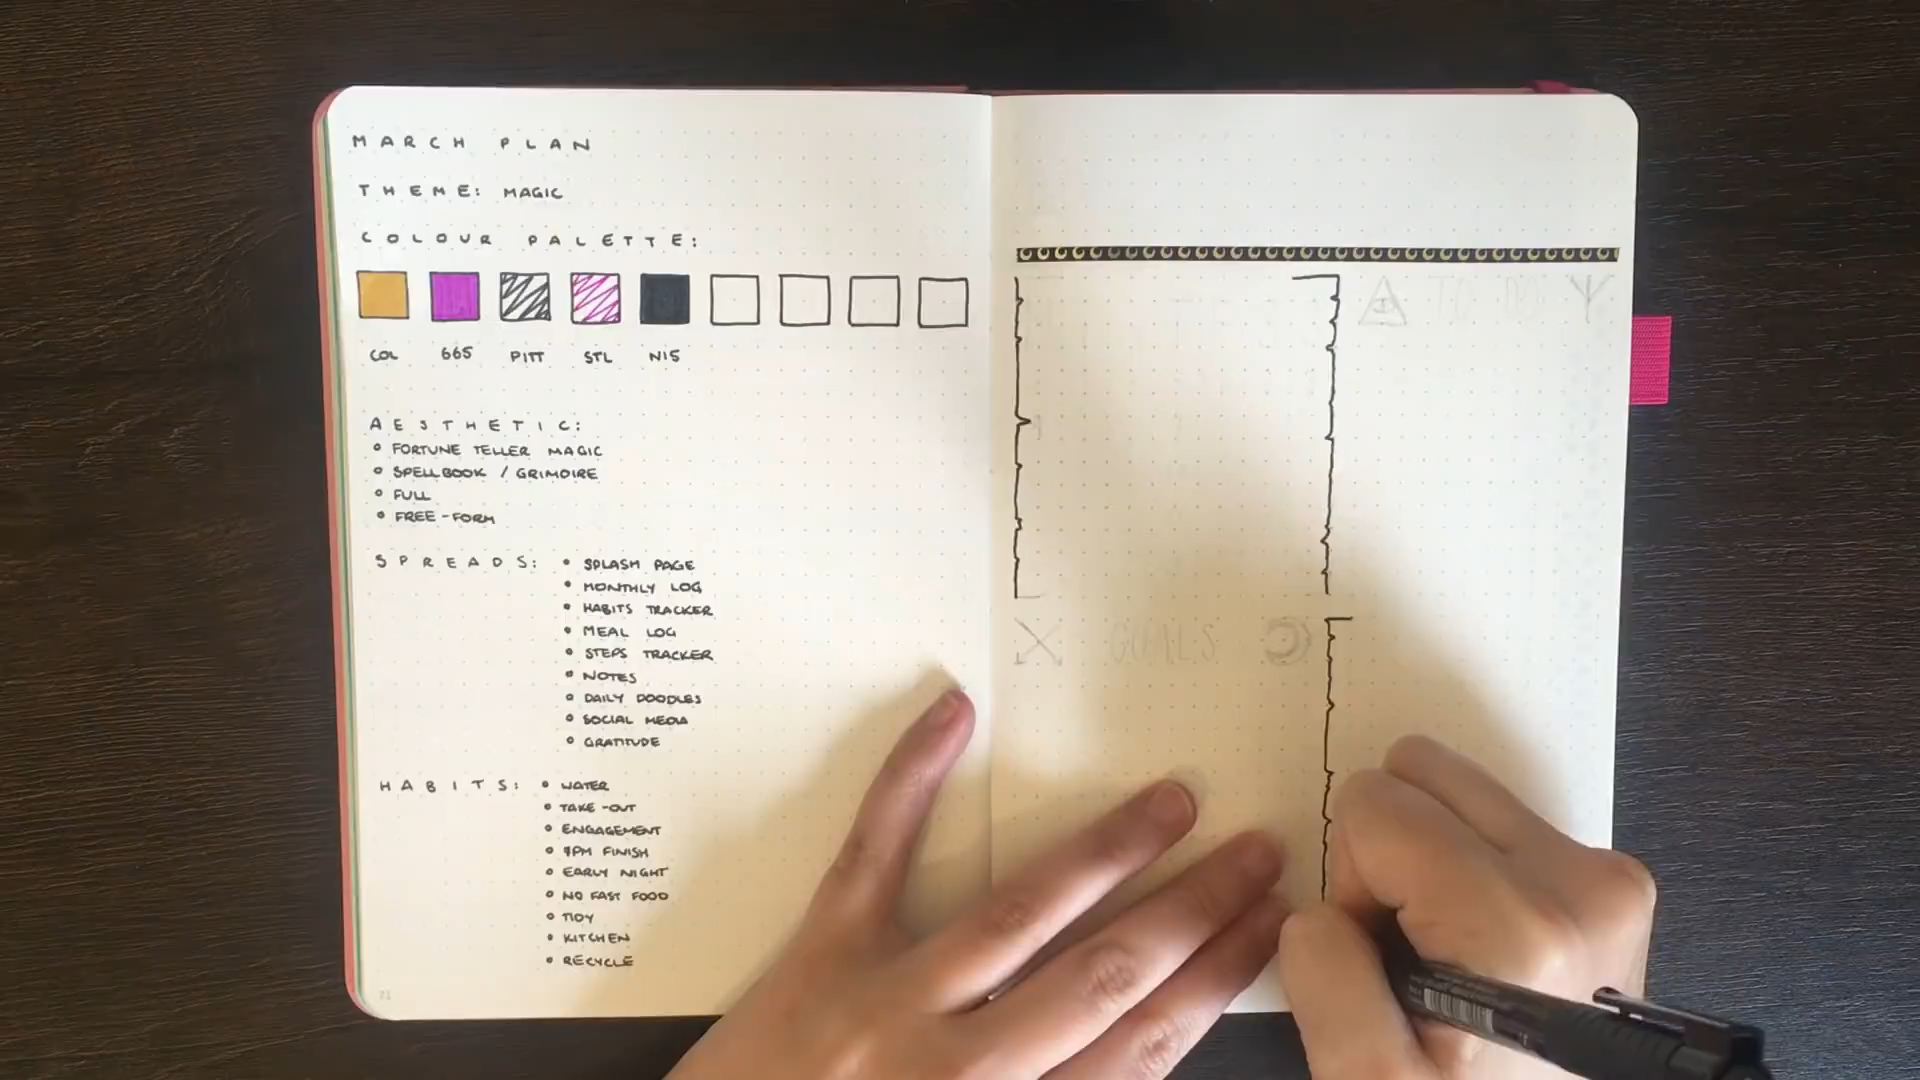 MARCH PLAN
THEME: MAGIC
COLOUR PALETTE:
COL 665 PITT STL N15
AESTHETIC:
• FORTUNE TELLER MAGIC
• SPELLBOOK / GRIMOIRE
• FULL
• FREE-FORM
SPREADS:
• SPLASH PAGE
• MONTHLY LOG
• HABITS TRACKER
• MEAL LOG
• STEPS TRACKER
• NOTES
• DAILY DOODLES
• SOCIAL MEDIA
• GRATITUDE
HABITS:
• WATER
• TAKE-OUT
• ENGAGEMENT
• 9PM FINISH
• EARLY NIGHT
• NO FAST FOOD
• TIDY
• KITCHEN
• RECYCLE
71
TO DO
GOALS